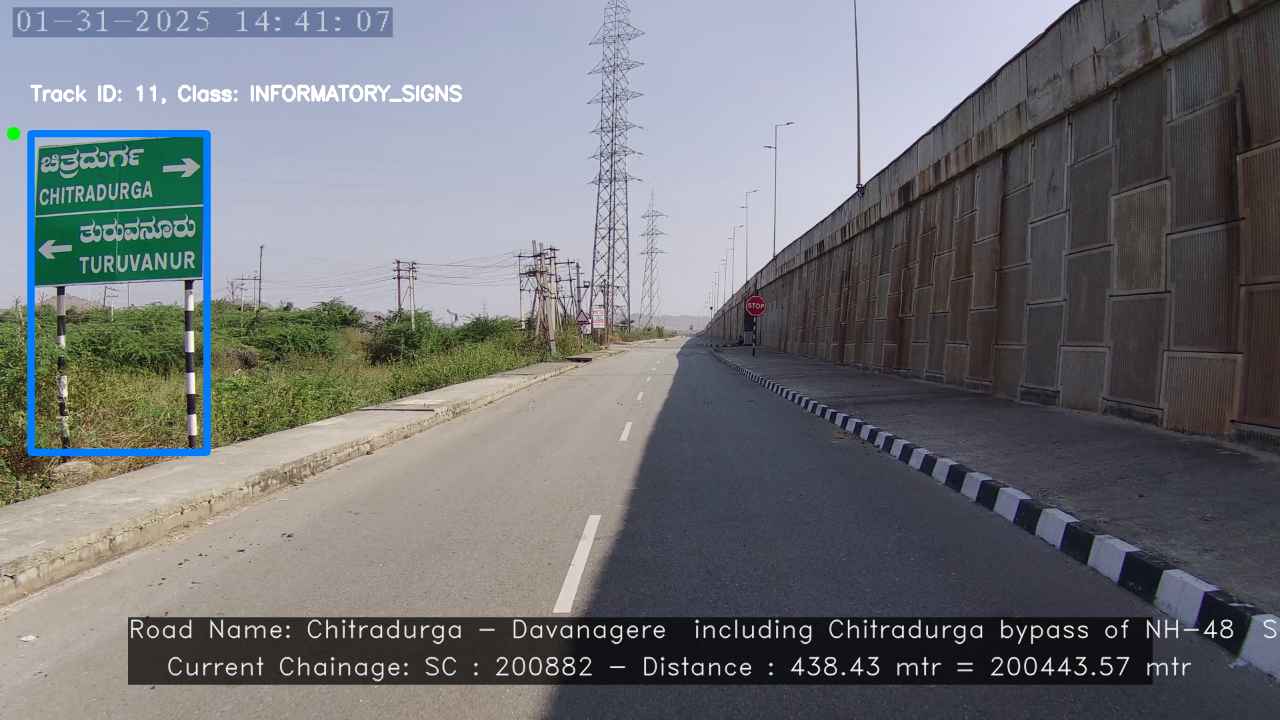 01-31-2025 14:41:07
Track ID: 11, Class: INFORMATORY_SIGNS
ಚಿತ್ರದುರ್ಗ
CHITRADURGA
ತುರುವನೂರು
TURUVANUR
STOP
Road Name: Chitradurga - Davanagere including Chitradurga bypass of NH-48 S
Current Chainage: SC : 200882 - Distance : 438.43 mtr = 200443.57 mtr